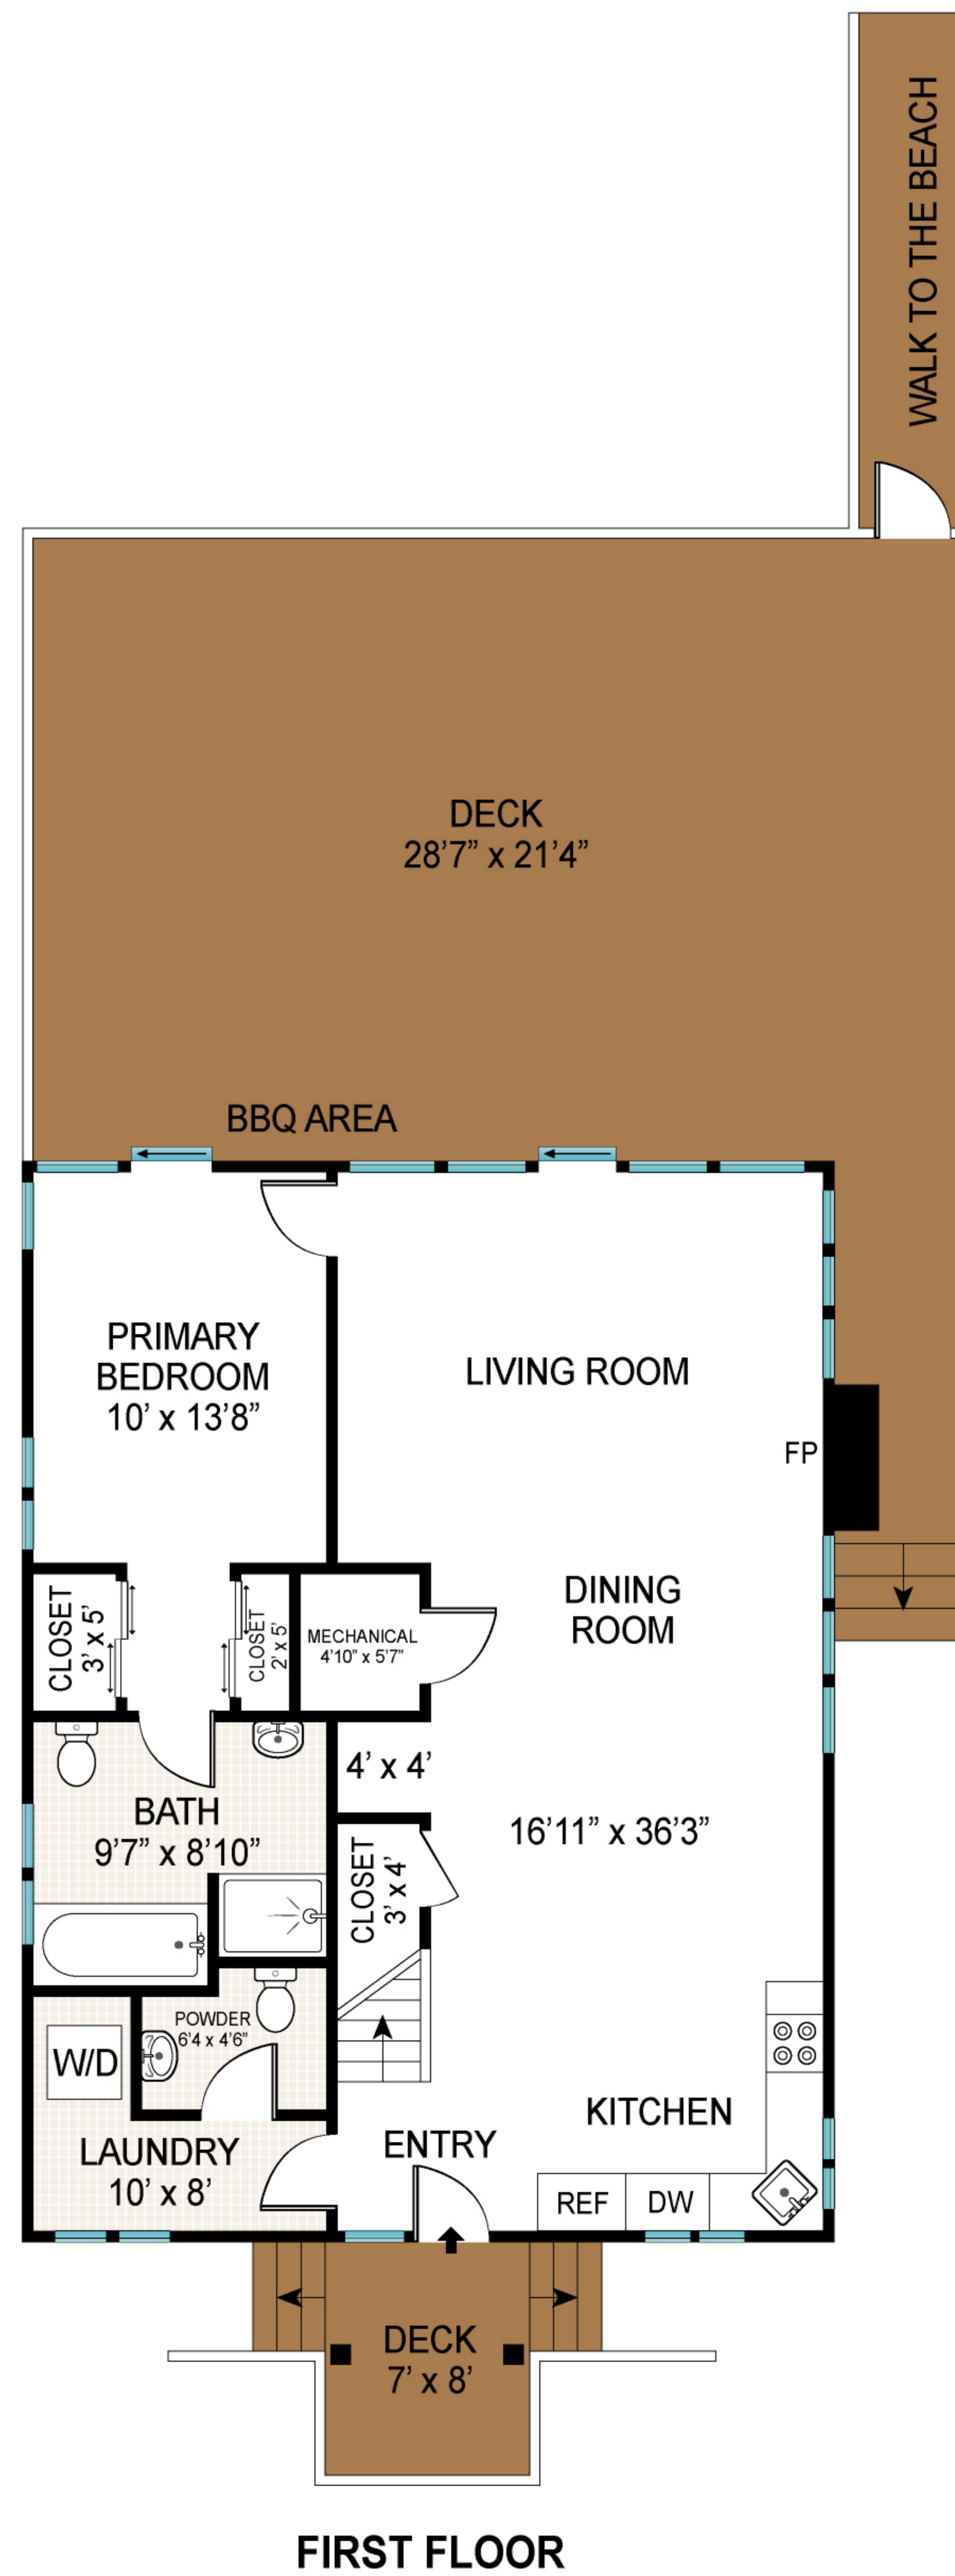 WALK TO THE BEACH
DECK
28’7” x 21’4”
BBQ AREA
PRIMARY
BEDROOM
10’ x 13’8”
LIVING ROOM
FP
DINING
ROOM
CLOSET
3’ x 5’
CLOSET
2’ x 5’
MECHANICAL
4’10” x 5’7”
4’ x 4’
BATH
9’7” x 8’10”
16’11” x 36’3”
CLOSET
3’ x 4’
POWDER
6’4 x 4’6”
W/D
KITCHEN
LAUNDRY
10’ x 8’
ENTRY
REF
DW
DECK
7’ x 8’
FIRST FLOOR